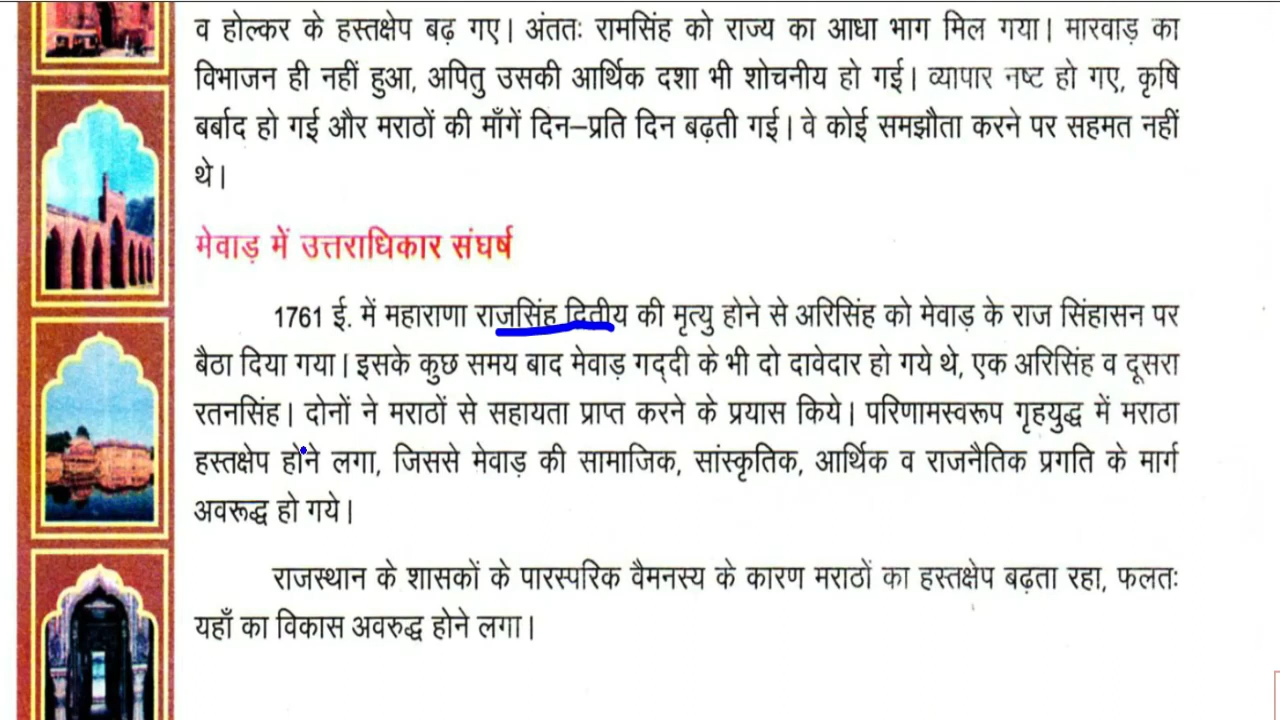 व होल्कर के हस्तक्षेप बढ़ गए। अंततः रामसिंह को राज्य का आधा भाग मिल गया। मारवाड़ का
विभाजन ही नहीं हुआ, अपितु उसकी आर्थिक दशा भी शोचनीय हो गई। व्यापार नष्ट हो गए, कृषि
बर्बाद हो गई और मराठों की माँगें दिन–प्रति दिन बढ़ती गई। वे कोई समझौता करने पर सहमत नहीं
थे।
मेवाड़ में उत्तराधिकार संघर्ष
1761 ई. में महाराणा राजसिंह द्वितीय की मृत्यु होने से अरिसिंह को मेवाड़ के राज सिंहासन पर
बैठा दिया गया। इसके कुछ समय बाद मेवाड़ गद्दी के भी दो दावेदार हो गये थे, एक अरिसिंह व दूसरा
रतनसिंह। दोनों ने मराठों से सहायता प्राप्त करने के प्रयास किये। परिणामस्वरूप गृहयुद्ध में मराठा
हस्तक्षेप होने लगा, जिससे मेवाड़ की सामाजिक, सांस्कृतिक, आर्थिक व राजनैतिक प्रगति के मार्ग
अवरूद्ध हो गये।
राजस्थान के शासकों के पारस्परिक वैमनस्य के कारण मराठों का हस्तक्षेप बढ़ता रहा, फलतः
यहाँ का विकास अवरुद्ध होने लगा।